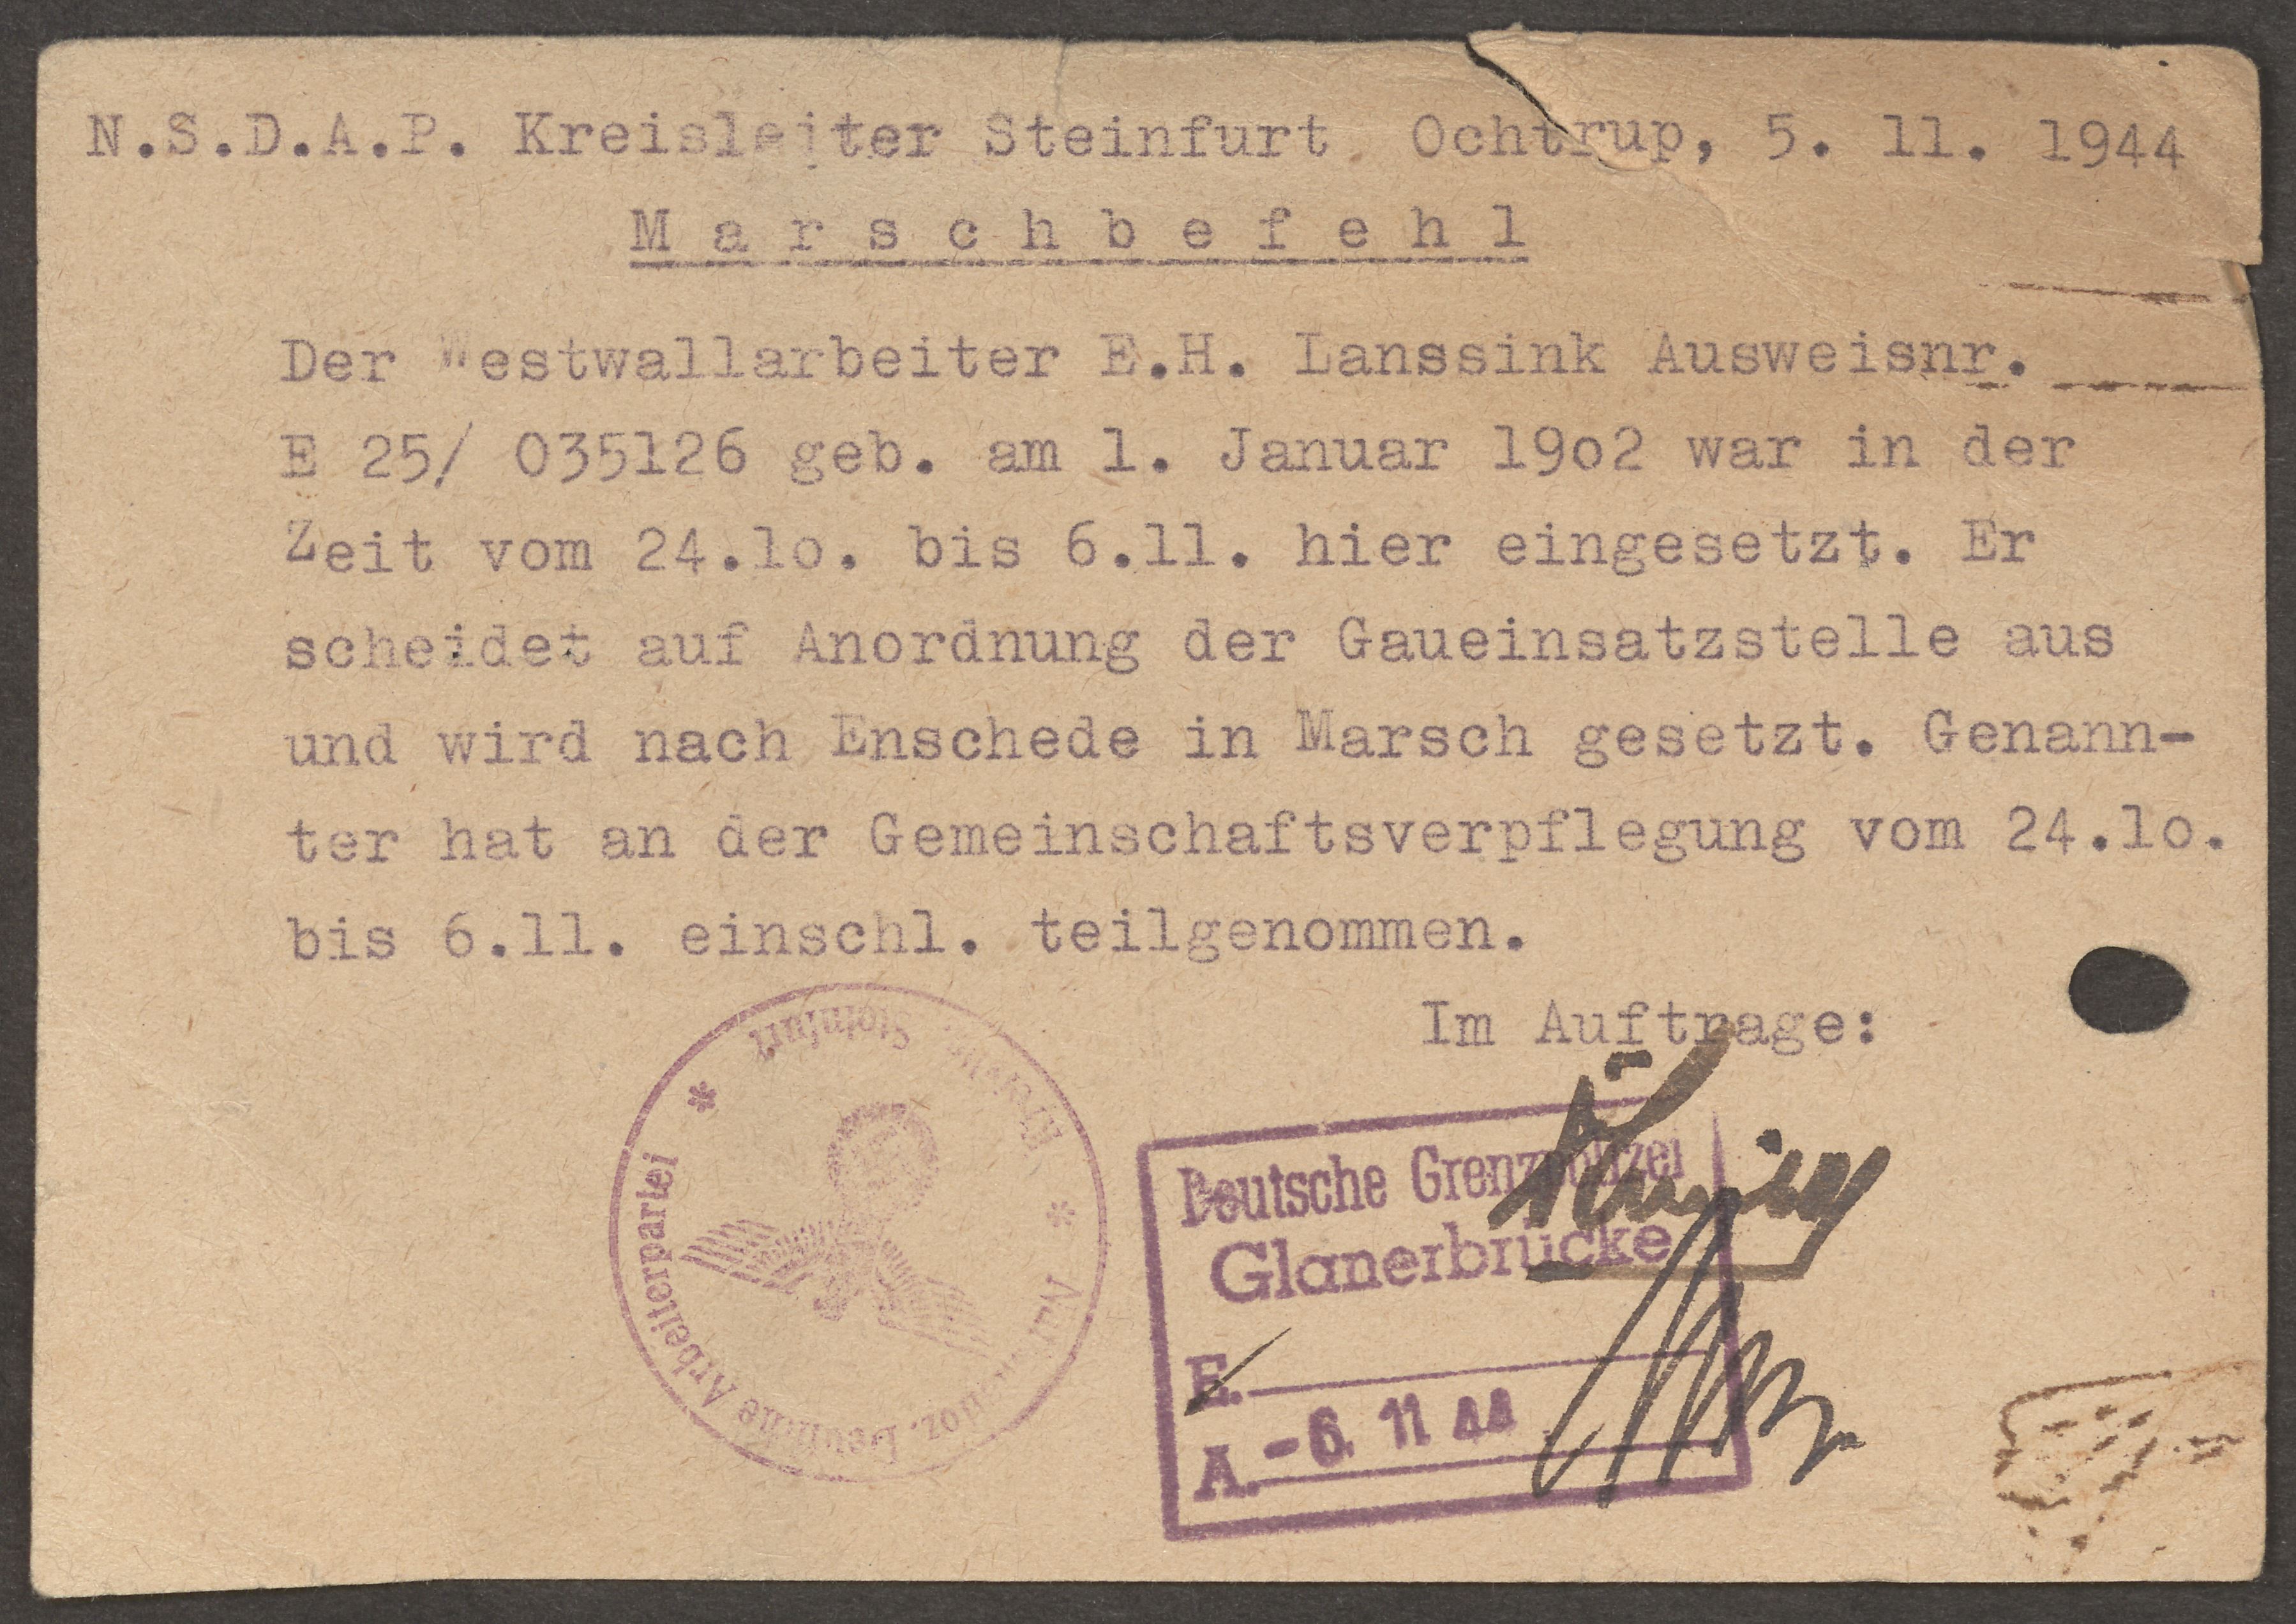 N.S.D.A.P. Kreisleiter Steinfurt Ochtrup, 5. 11. 1944
Marschbefehl
Der Westwallarbeiter E.H. Lanssink Ausweisnr.
E 25/ 035126 geb. am 1. Januar 19o2 war in der
Zeit vom 24.lo. bis 6.11. hier eingesetzt. Er
scheidet auf Anordnung der Gaueinsatzstelle aus
und wird nach Enschede in Marsch gesetzt. Genann-
ter hat an der Gemeinschaftsverpflegung vom 24.lo.
bis 6.11. einschl. teilgenommen.
Im Auftrage:
Steinfurt
Deutsche Arbeiterpartei
Deutsche Grenzpolizei
Glanerbrücke
E.
A. - 6. 11 44